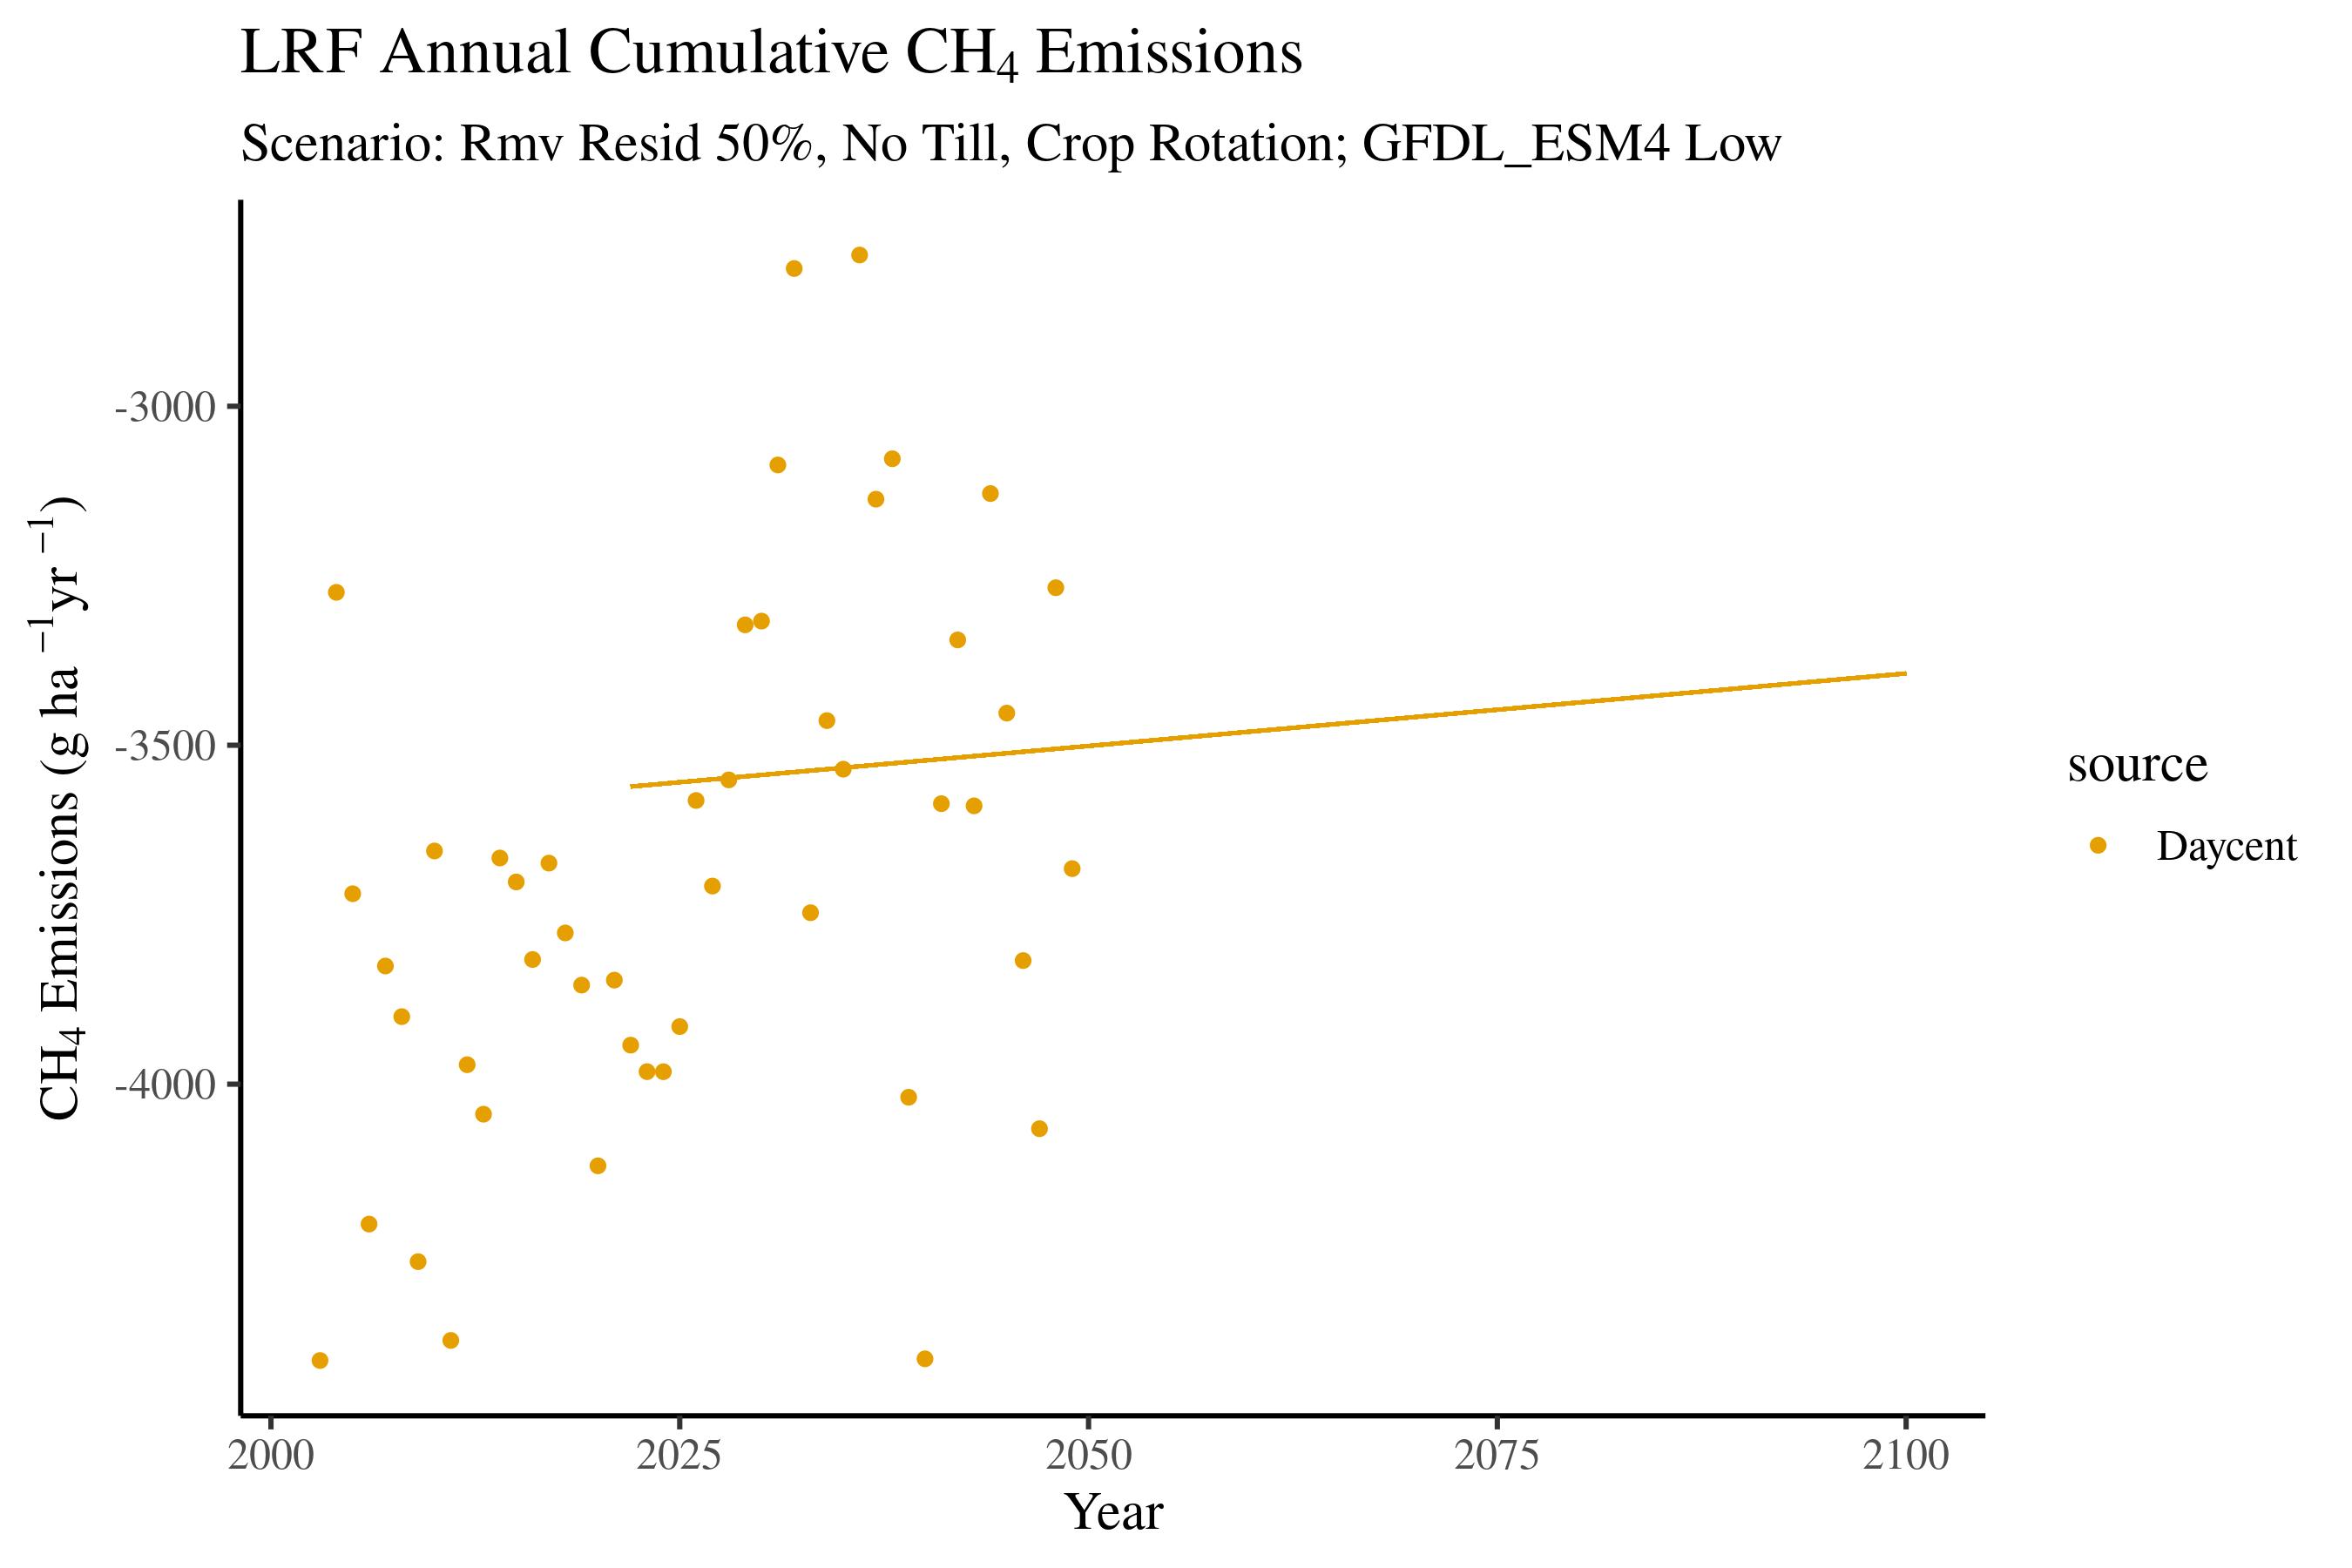 LRF Annual Cumulative CH₄ Emissions
Scenario: Rmv Resid 50%, No Till, Crop Rotation; GFDL_ESM4 Low
CH₄ Emissions (g ha ⁻¹yr ⁻¹)
-3000
-3500
-4000
source
Daycent
2000 2025 2050 2075 2100
Year